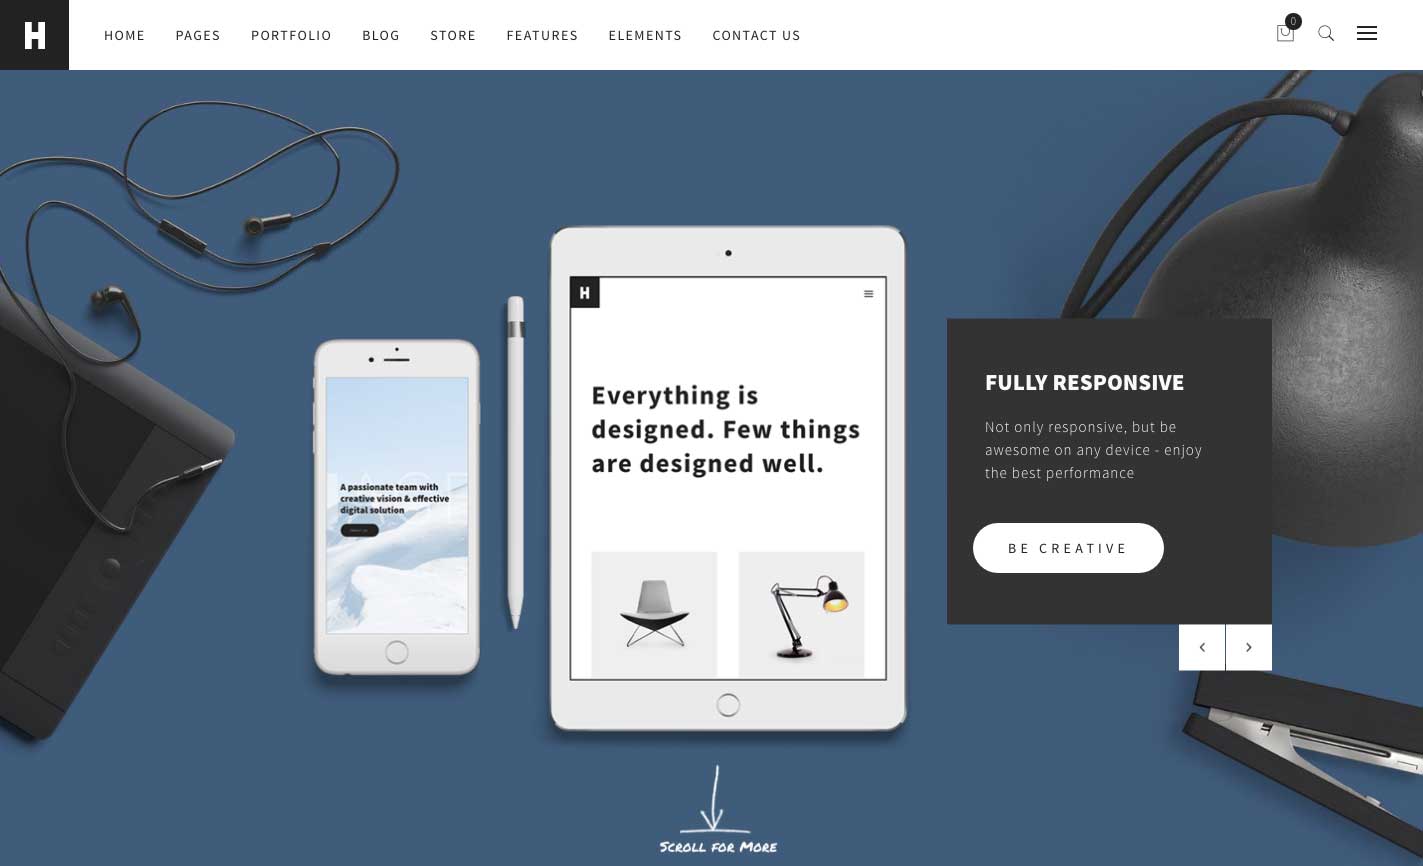 H
HOME PAGES PORTFOLIO BLOG STORE FEATURES ELEMENTS CONTACT US
0
H
Everything is
designed. Few things
are designed well.
A passionate team with
creative vision & effective
digital solution
FULLY RESPONSIVE
Not only responsive, but be
awesome on any device - enjoy
the best performance
BE CREATIVE
Scroll for More